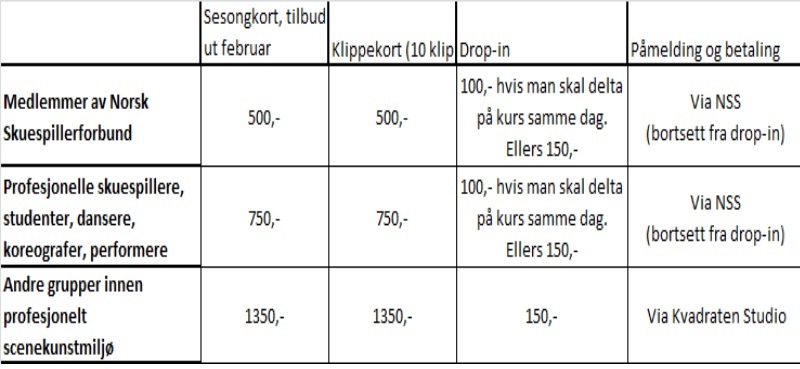 Sesongkort, tilbud
ut februar
Klippekort (10 klip
Drop-in
Påmelding og betaling
Medlemmer av Norsk
Skuespillerforbund
500,-
500,-
100,- hvis man skal delta
på kurs samme dag.
Ellers 150,-
Via NSS
(bortsett fra drop-in)
Profesjonelle skuespillere,
studenter, dansere,
koreografer, performere
750,-
750,-
100,- hvis man skal delta
på kurs samme dag.
Ellers 150,-
Via NSS
(bortsett fra drop-in)
Andre grupper innen
profesjonelt
scenekunstmiljø
1350,-
1350,-
150,-
Via Kvadraten Studio